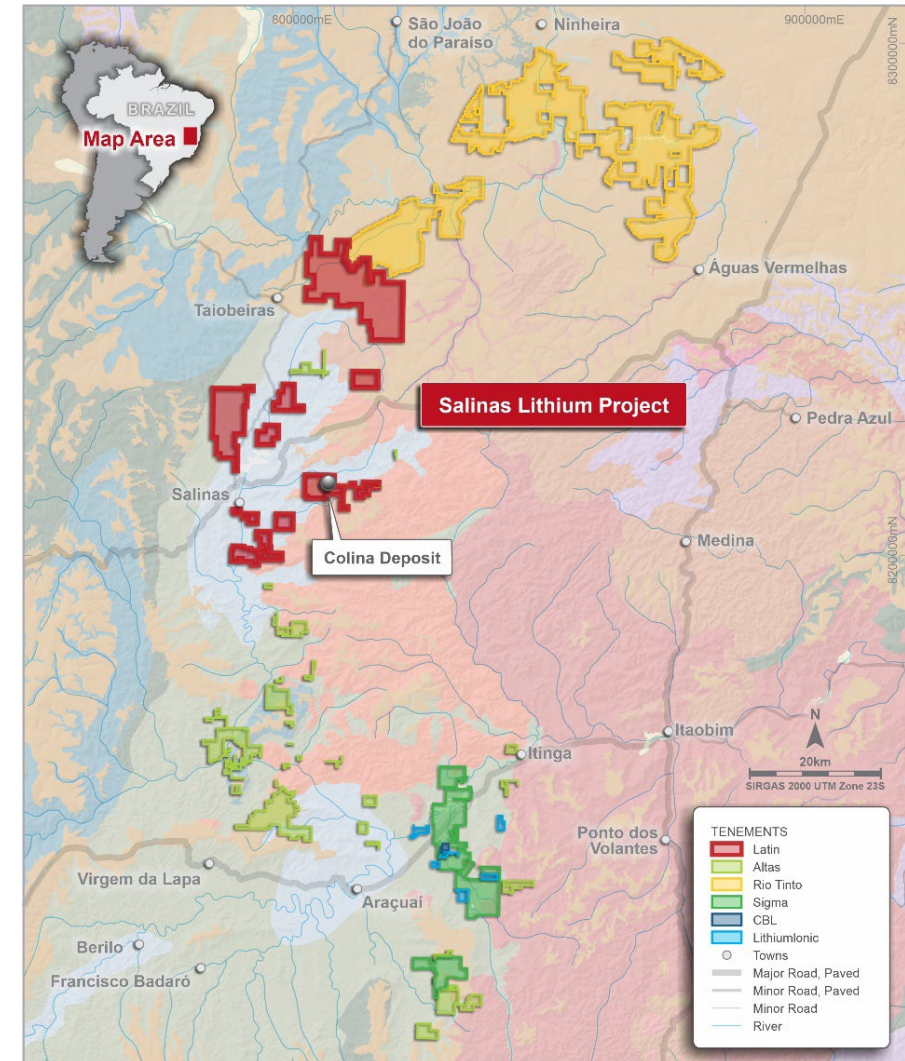 800000mE
900000mE
8300000mN
São João
do Paraíso
Ninheira
BRAZIL
Map Area
Águas Vermelhas
Taiobeiras
Salinas Lithium Project
Pedra Azul
Salinas
Colina Deposit
Medina
8200000mN
Itaobim
Itinga
N
20km
SIRGAS 2000 UTM Zone 23S
Ponto dos
Volantes
Virgem da Lapa
Araçuaí
Berilo
Francisco Badaró
TENEMENTS
Latin
Altas
Rio Tinto
Sigma
CBL
LithiumIonic
Towns
Major Road, Paved
Minor Road, Paved
Minor Road
River